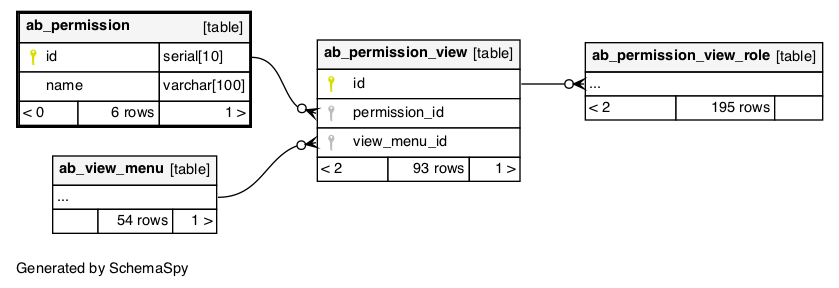 ab_permission [table]
id serial[10]
name varchar[100]
< 0 6 rows 1 >
ab_view_menu [table]
...
54 rows 1 >
ab_permission_view [table]
id
permission_id
view_menu_id
< 2 93 rows 1 >
ab_permission_view_role [table]
...
< 2 195 rows
Generated by SchemaSpy